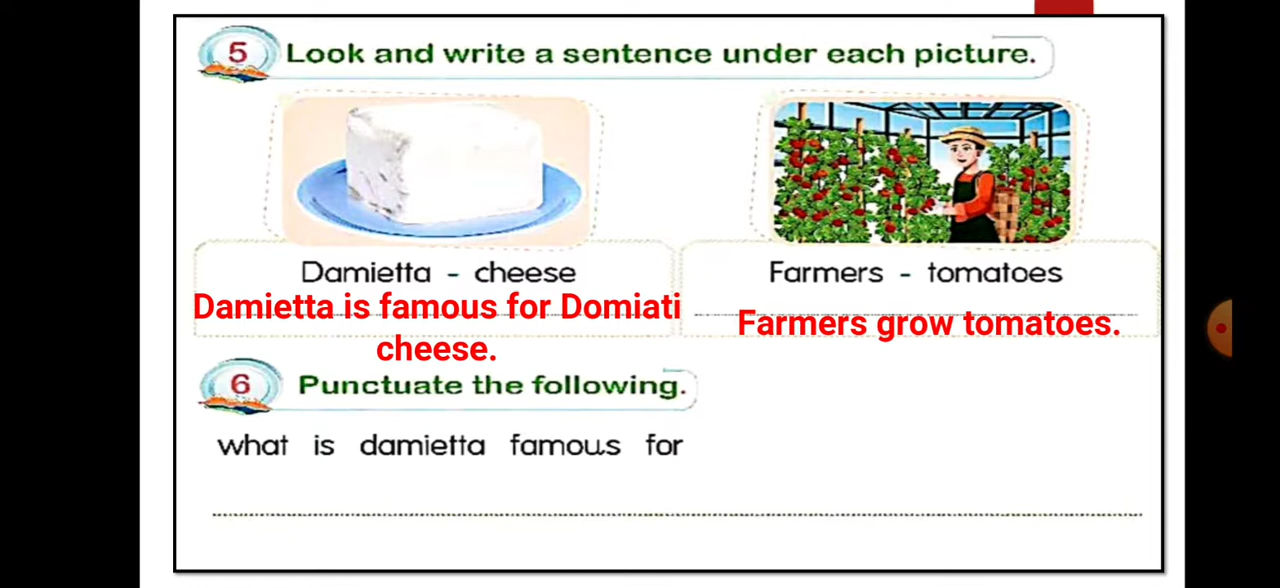 5 Look and write a sentence under each picture.
Damietta - cheese
Damietta is famous for Domiati
cheese.
Farmers - tomatoes
Farmers grow tomatoes.
6 Punctuate the following.
what is damietta famous for